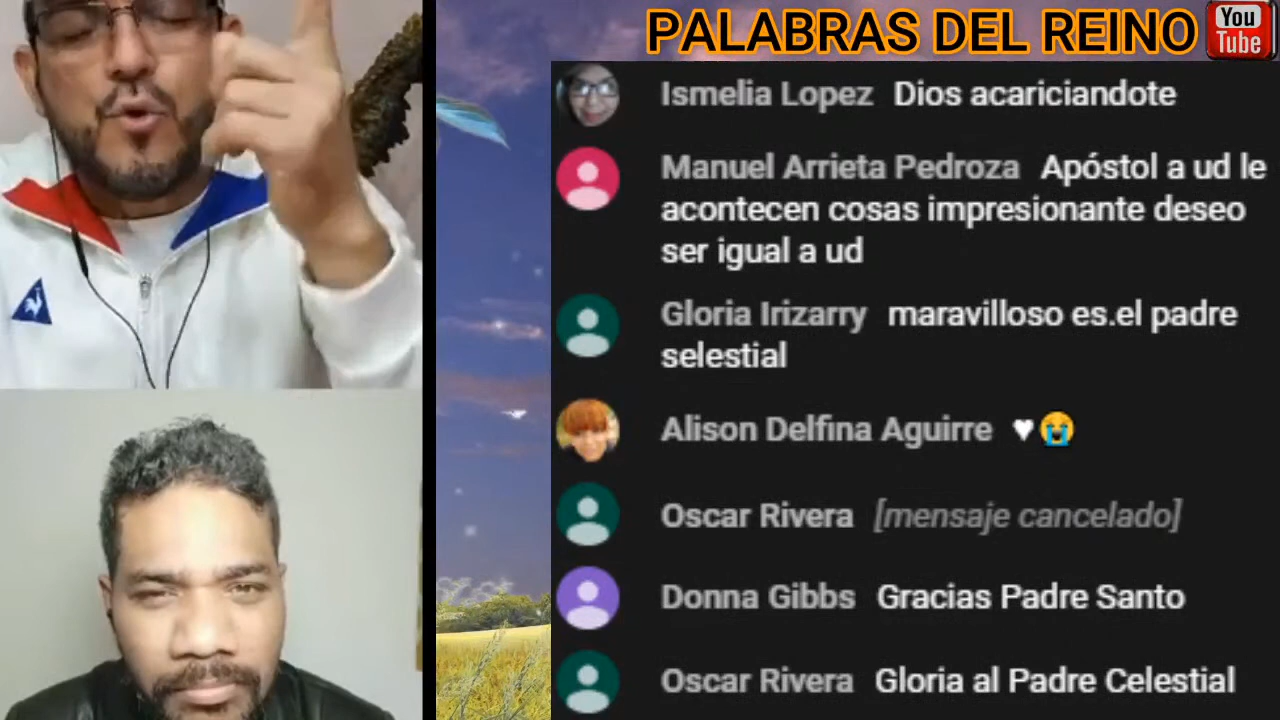 PALABRAS DEL REINO
You
Tube
Ismelia Lopez Dios acariciandote
Manuel Arrieta Pedroza Apóstol a ud le
acontecen cosas impresionante deseo
ser igual a ud
Gloria Irizarry maravilloso es.el padre
selestial
Alison Delfina Aguirre ♥😭
Oscar Rivera [mensaje cancelado]
Donna Gibbs Gracias Padre Santo
Oscar Rivera Gloria al Padre Celestial